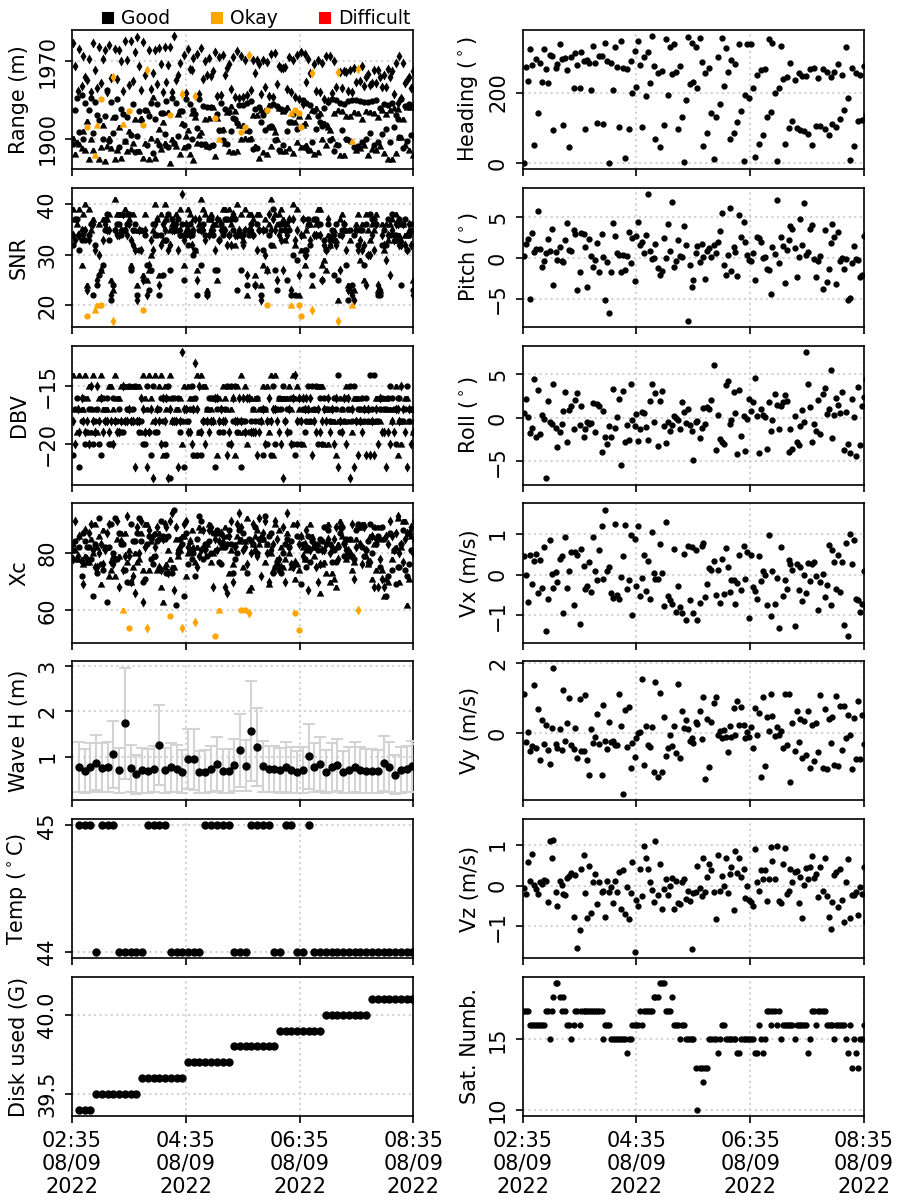 Good Okay Difficult
Range (m)
1970
1900
Heading (°)
200
0
SNR
40
30
20
Pitch (°)
5
0
−5
DBV
−15
−20
Roll (°)
5
0
−5
Xc
80
60
Vx (m/s)
1
0
−1
Wave H (m)
3
2
1
Vy (m/s)
2
0
Temp (°C)
45
44
Vz (m/s)
1
0
−1
Disk used (G)
40.0
39.5
Sat. Numb.
15
10
02:35 04:35 06:35 08:35 02:35 04:35 06:35 08:35
08/09 08/09 08/09 08/09 08/09 08/09 08/09 08/09
2022 2022 2022 2022 2022 2022 2022 2022